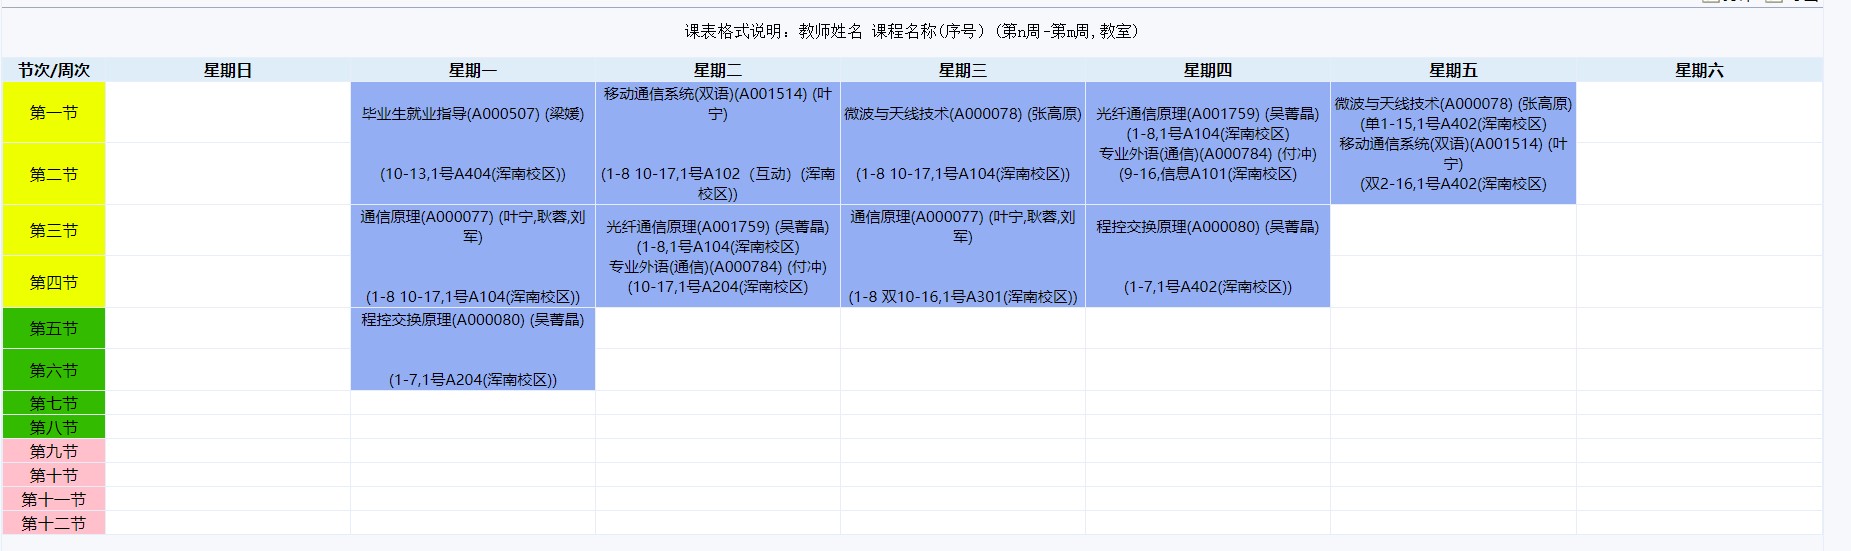 课表格式说明：教师姓名 课程名称(序号) (第n周-第m周,教室)
节次/周次 星期日 星期一 星期二 星期三 星期四 星期五 星期六
第一节
第二节
毕业生就业指导(A000507) (梁媛)
(10-13,1号A404(浑南校区))
移动通信系统(双语)(A001514) (叶
宁)
(1-8 10-17,1号A102（互动）(浑南
校区))
微波与天线技术(A000078) (张高原)
(1-8 10-17,1号A104(浑南校区))
光纤通信原理(A001759) (吴菁晶)
(1-8,1号A104(浑南校区)
专业外语(通信)(A000784) (付冲)
(9-16,信息A101(浑南校区)
微波与天线技术(A000078) (张高原)
(单1-15,1号A402(浑南校区)
移动通信系统(双语)(A001514) (叶
宁)
(双2-16,1号A402(浑南校区)
第三节
第四节
通信原理(A000077) (叶宁,耿蓉,刘
军)
(1-8 10-17,1号A104(浑南校区))
光纤通信原理(A001759) (吴菁晶)
(1-8,1号A104(浑南校区)
专业外语(通信)(A000784) (付冲)
(10-17,1号A204(浑南校区)
通信原理(A000077) (叶宁,耿蓉,刘
军)
(1-8 双10-16,1号A301(浑南校区))
程控交换原理(A000080) (吴菁晶)
(1-7,1号A402(浑南校区))
第五节
第六节
程控交换原理(A000080) (吴菁晶)
(1-7,1号A204(浑南校区))
第七节
第八节
第九节
第十节
第十一节
第十二节